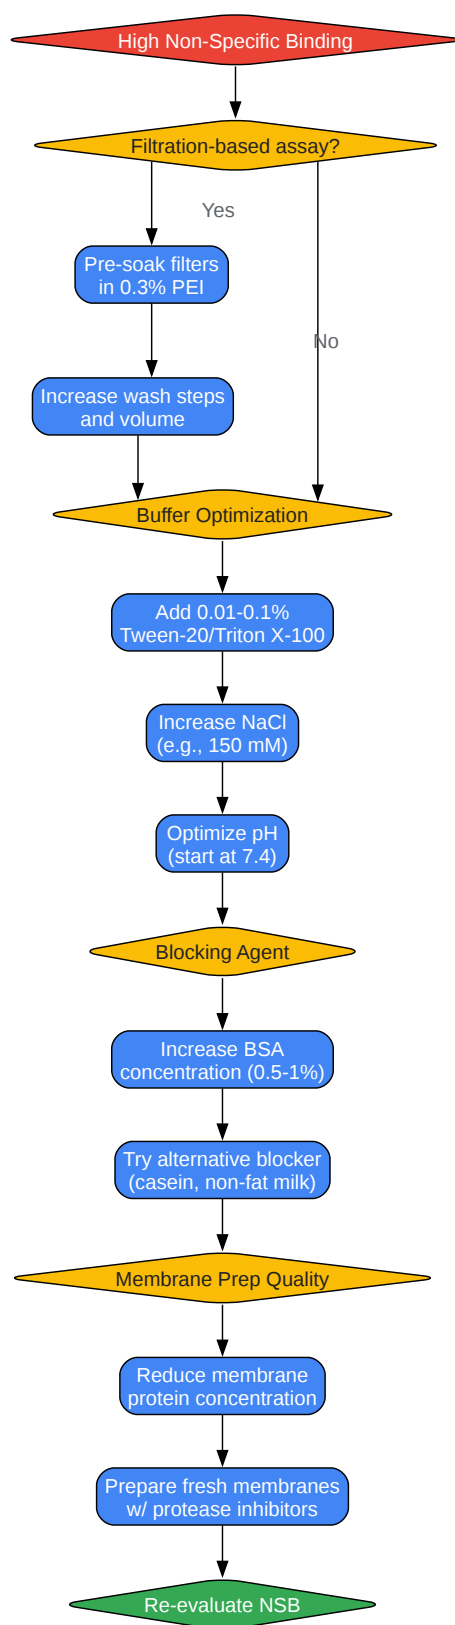 High Non-Specific Binding
Filtration-based assay?
Yes
Pre-soak filters
in 0.3% PEI
No
Increase wash steps
and volume
Buffer Optimization
Add 0.01-0.1%
Tween-20/Triton X-100
Increase NaCl
(e.g., 150 mM)
Optimize pH
(start at 7.4)
Blocking Agent
Increase BSA
concentration (0.5-1%)
Try alternative blocker
(casein, non-fat milk)
Membrane Prep Quality
Reduce membrane
protein concentration
Prepare fresh membranes
w/ protease inhibitors
Re-evaluate NSB